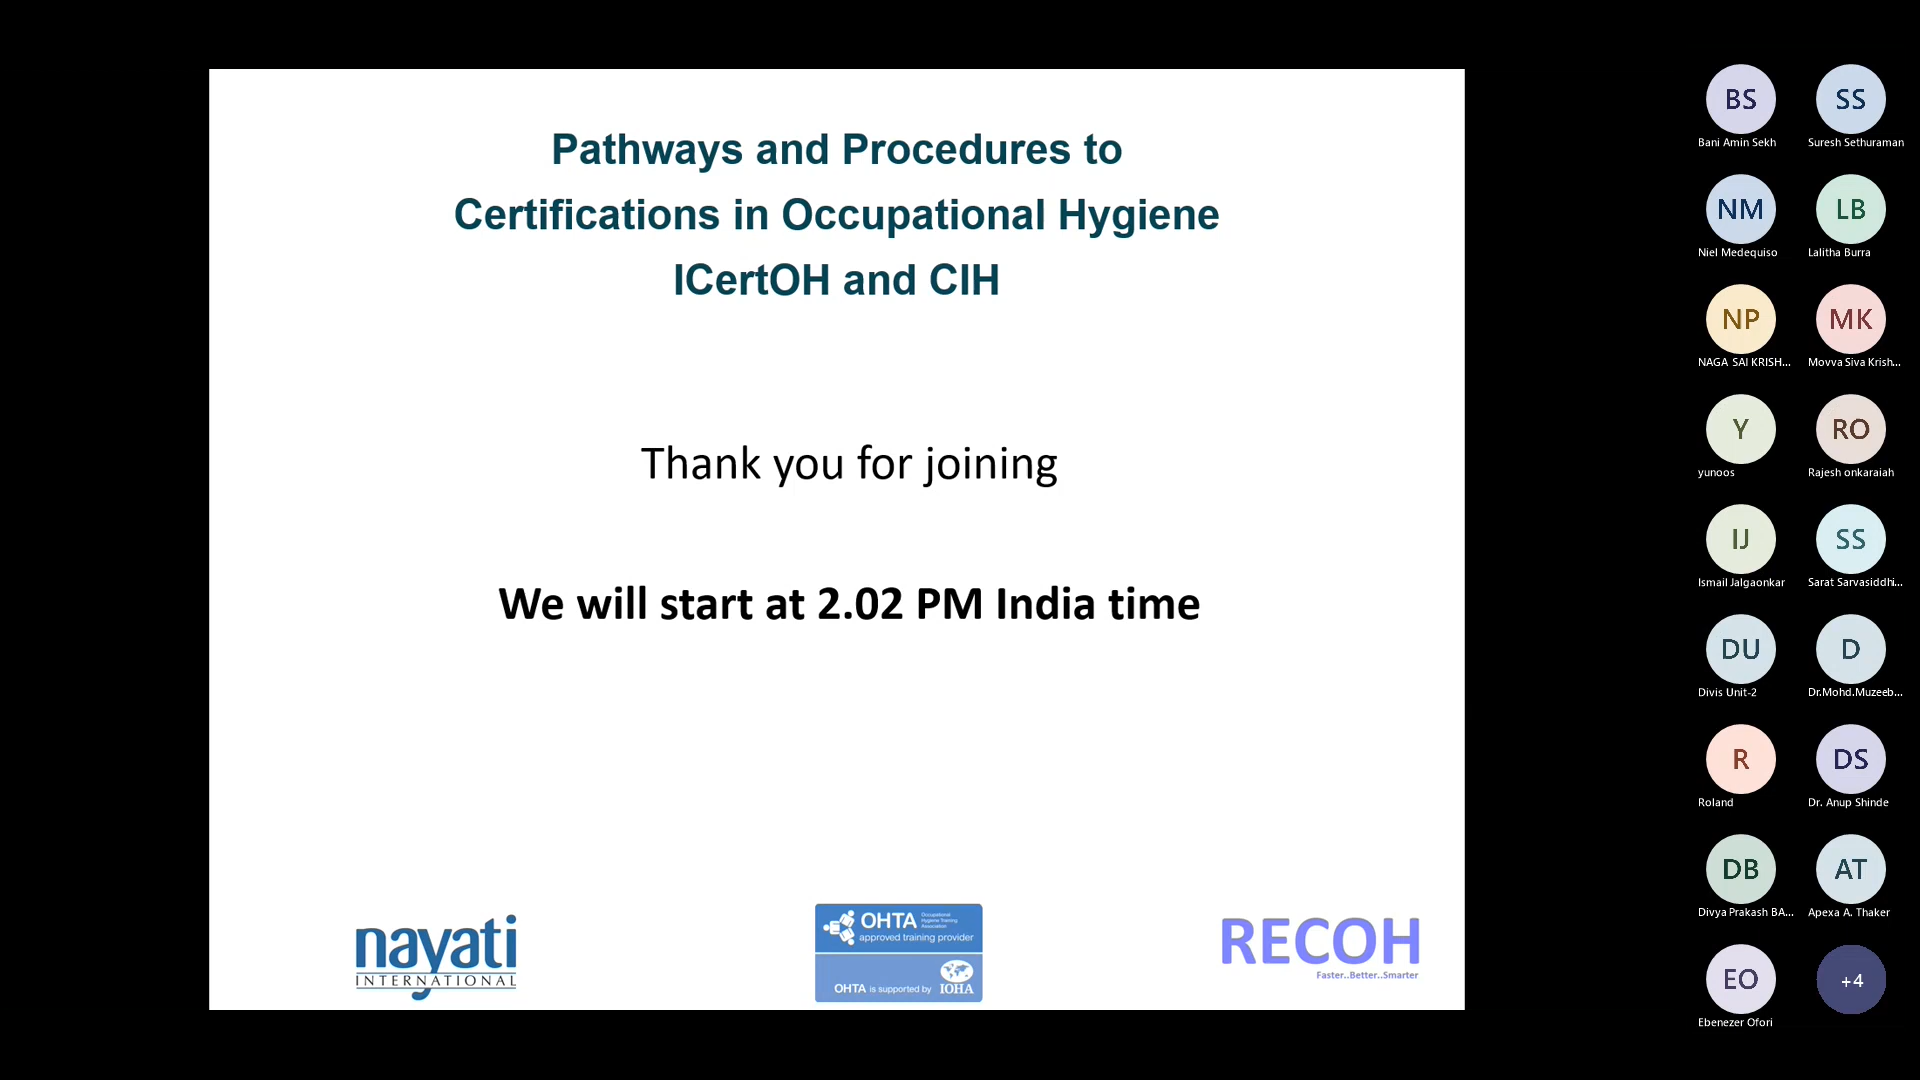 Pathways and Procedures to
Certifications in Occupational Hygiene
ICertOH and CIH
Thank you for joining
We will start at 2.02 PM India time
nayati
INTERNATIONAL
OHTA
Occupational
Hygiene Training
Association
approved training provider
OHTA is supported by IOHA
RECOH
Faster..Better..Smarter
BS
Bani Amin Sekh
SS
Suresh Sethuraman
NM
Niel Medequiso
LB
Lalitha Burra
NP
NAGA SAI KRISH...
MK
Movva Siva Krish...
Y
yunoos
RO
Rajesh onkaraiah
IJ
Ismail Jalgaonkar
SS
Sarat Sarvasiddhi...
DU
Divis Unit-2
D
Dr.Mohd.Muzeeb...
R
Roland
DS
Dr. Anup Shinde
DB
Divya Prakash BA...
AT
Apexa A. Thaker
EO
Ebenezer Ofori
+4